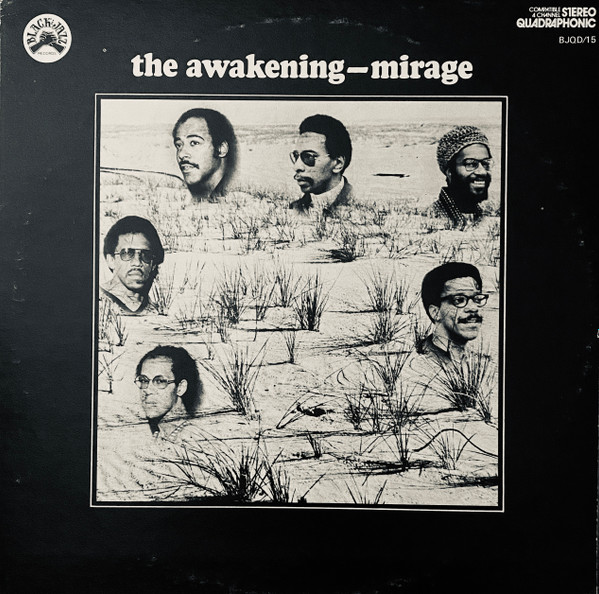 BLACK JAZZ
RECORDS
COMPATIBLE
4 CHANNEL STEREO
QUADRAPHONIC
BJQD/15
the awakening—mirage